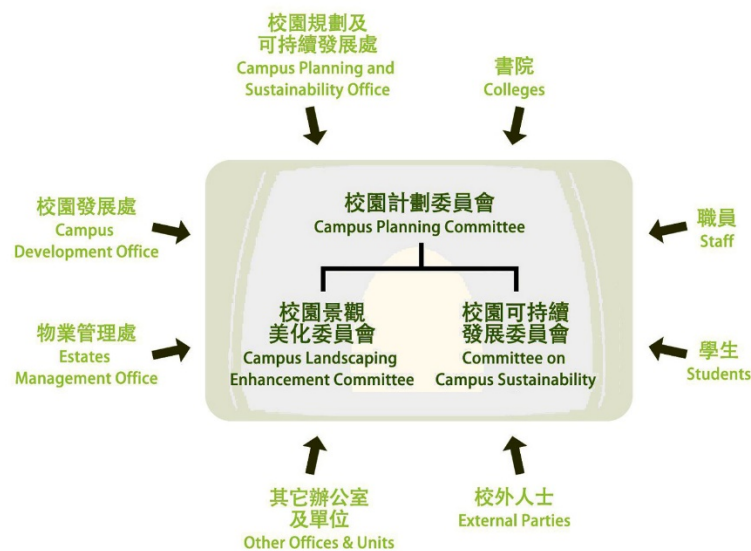 校園規劃及
可持續發展處
Campus Planning and
Sustainability Office
書院
Colleges
校園發展處
Campus
Development Office
校園計劃委員會
Campus Planning Committee
職員
Staff
物業管理處
Estates
Management Office
校園景觀
美化委員會
Campus Landscaping
Enhancement Committee
校園可持續
發展委員會
Committee on
Campus Sustainability
學生
Students
其它辦公室
及單位
Other Offices & Units
校外人士
External Parties